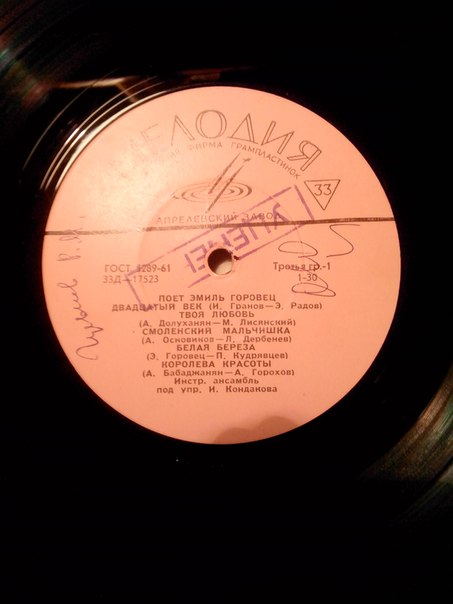 МЕЛОДИЯ
ФИРМА ГРАМПЛАСТИНОК
33
АПРЕЛЕВСКИЙ ЗАВОД
УЦЕНЕН
ГОСТ 5289-61
33Д—17523
Третья гр.-1
1-30
ПОЕТ ЭМИЛЬ ГОРОВЕЦ
ДВАДЦАТЫЙ ВЕК (И. Гранов—Э. Радов)
ТВОЯ ЛЮБОВЬ
(А. Долуханян—М. Лисянский)
СМОЛЕНСКИЙ МАЛЬЧИШКА
(А. Основиков—Л. Дербенев)
БЕЛАЯ БЕРЕЗА
(Э. Горовец—П. Кудрявцев)
КОРОЛЕВА КРАСОТЫ
(А. Бабаджанян—А. Горохов)
Инстр. ансамбль
под упр. И. Кондакова